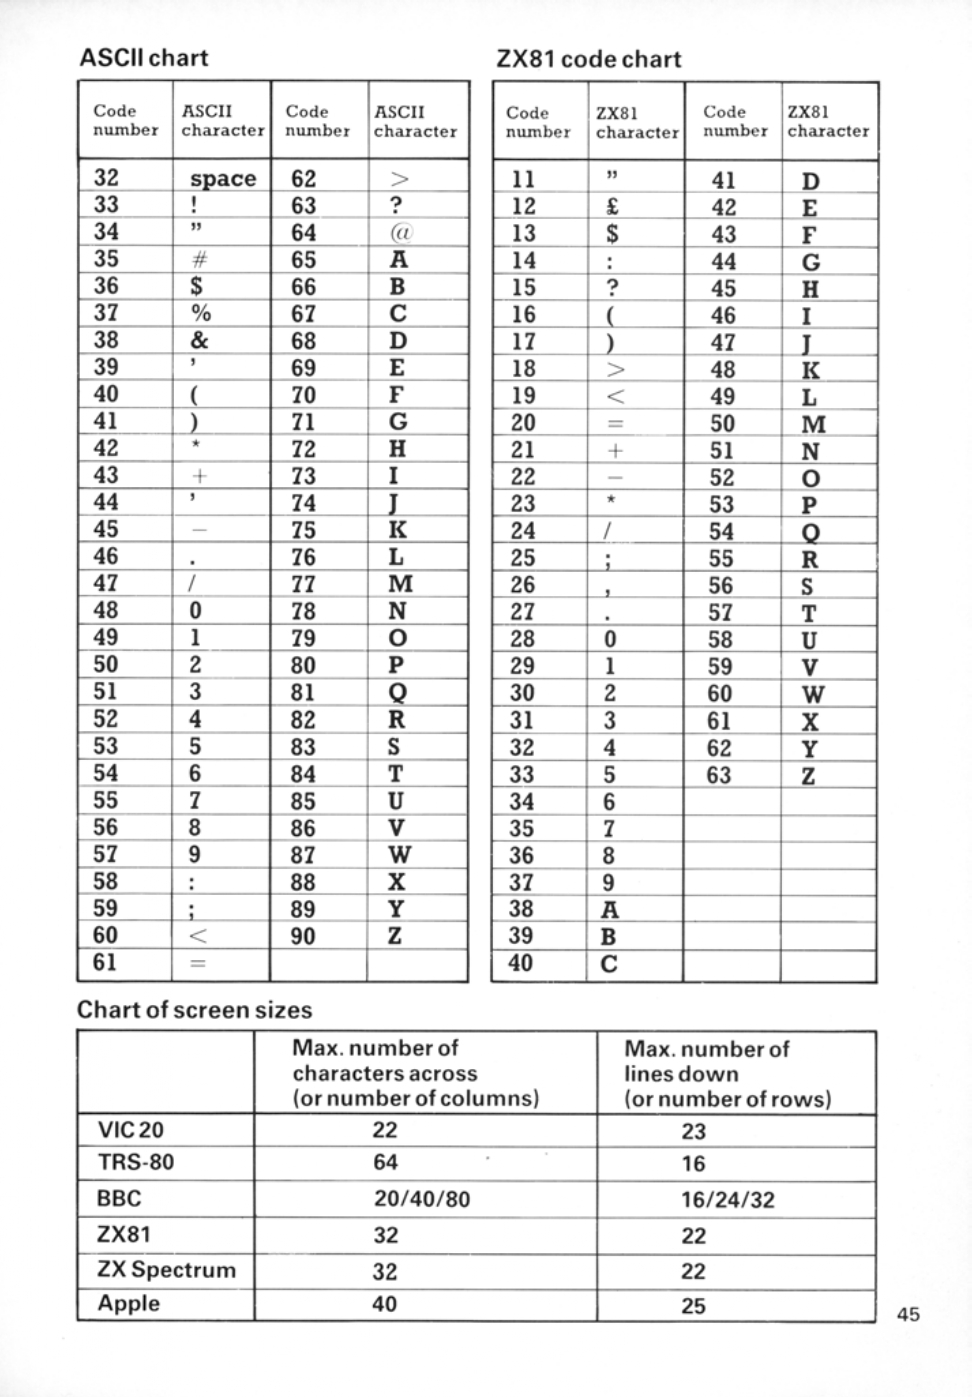 ASCII chart
Code number ASCII character Code number ASCII character
32 space 62 >
33 ! 63 ?
34 ” 64 @
35 # 65 A
36 $ 66 B
37 % 67 C
38 & 68 D
39 ’ 69 E
40 ( 70 F
41 ) 71 G
42 * 72 H
43 + 73 I
44 , 74 J
45 – 75 K
46 . 76 L
47 / 77 M
48 0 78 N
49 1 79 O
50 2 80 P
51 3 81 Q
52 4 82 R
53 5 83 S
54 6 84 T
55 7 85 U
56 8 86 V
57 9 87 W
58 : 88 X
59 ; 89 Y
60 < 90 Z
61 =
ZX81 code chart
Code number ZX81 character Code number ZX81 character
11 ” 41 D
12 £ 42 E
13 $ 43 F
14 : 44 G
15 ? 45 H
16 ( 46 I
17 ) 47 J
18 > 48 K
19 < 49 L
20 = 50 M
21 + 51 N
22 – 52 O
23 * 53 P
24 / 54 Q
25 ; 55 R
26 , 56 S
27 . 57 T
28 0 58 U
29 1 59 V
30 2 60 W
31 3 61 X
32 4 62 Y
33 5 63 Z
34 6
35 7
36 8
37 9
38 A
39 B
40 C
Chart of screen sizes
Max. number of characters across (or number of columns) Max. number of lines down (or number of rows)
VIC 20 22 23
TRS-80 64 16
BBC 20/40/80 16/24/32
ZX81 32 22
ZX Spectrum 32 22
Apple 40 25
45